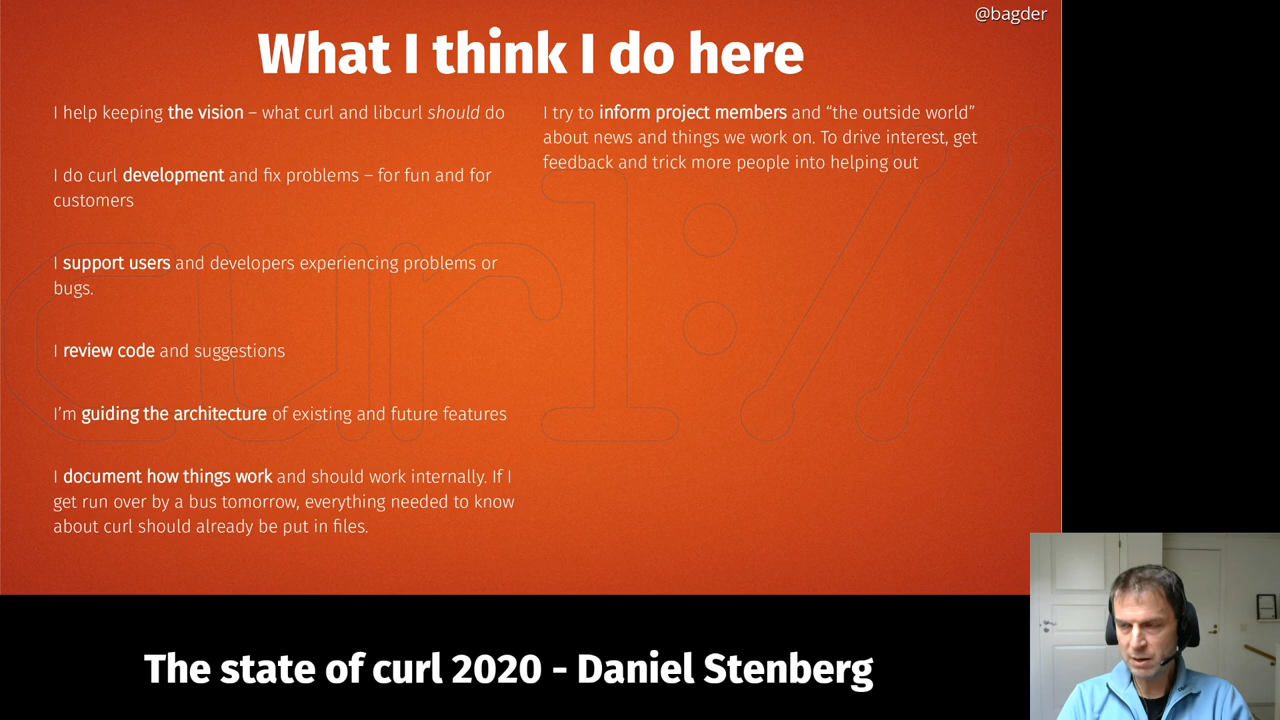 @bagder
What I think I do here
I help keeping the vision – what curl and libcurl should do
I do curl development and fix problems – for fun and for
customers
I support users and developers experiencing problems or
bugs.
I review code and suggestions
I’m guiding the architecture of existing and future features
I document how things work and should work internally. If I
get run over by a bus tomorrow, everything needed to know
about curl should already be put in files.
I try to inform project members and “the outside world”
about news and things we work on. To drive interest, get
feedback and trick more people into helping out
curl://
The state of curl 2020 - Daniel Stenberg